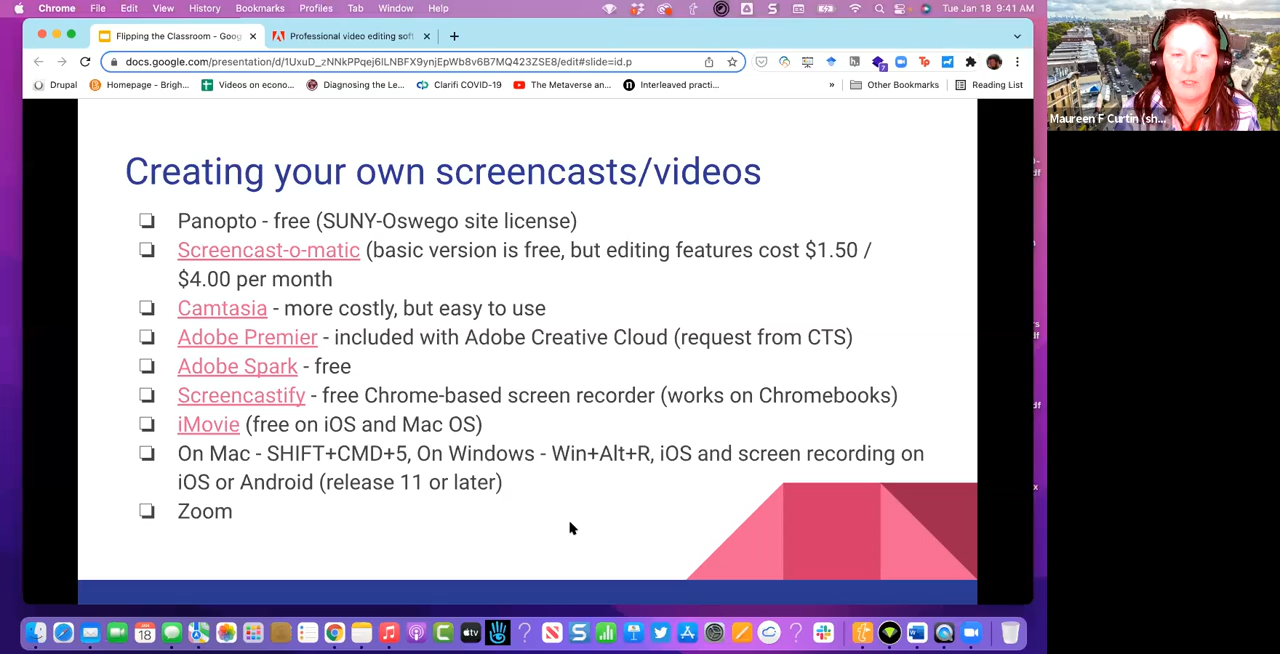 Chrome File Edit View History Bookmarks Profiles Tab Window Help Tue Jan 18 9:41 AM
Flipping the Classroom - Goog Professional video editing soft
docs.google.com/presentation/d/1UxuD_zNNkPPqej6lLNBFX9ynjEpWb8v6B7MQ423ZSE8/edit#slide=id.p
Drupal Homepage - Brigh... Videos on econo... Diagnosing the Le... Clarifi COVID-19 The Metaverse an... Interleaved practi... » Other Bookmarks Reading List
Maureen F Curtin (sh...
Creating your own screencasts/videos
Panopto - free (SUNY-Oswego site license)
Screencast-o-matic (basic version is free, but editing features cost $1.50 /
$4.00 per month
Camtasia - more costly, but easy to use
Adobe Premier - included with Adobe Creative Cloud (request from CTS)
Adobe Spark - free
Screencastify - free Chrome-based screen recorder (works on Chromebooks)
iMovie (free on iOS and Mac OS)
On Mac - SHIFT+CMD+5, On Windows - Win+Alt+R, iOS and screen recording on
iOS or Android (release 11 or later)
Zoom